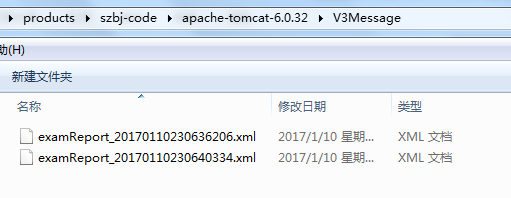 products ▸ szbj-code ▸ apache-tomcat-6.0.32 ▸ V3Message
助(H)
新建文件夹
名称 修改日期 类型
examReport_20170110230636206.xml 2017/1/10 星期... XML 文档
examReport_20170110230640334.xml 2017/1/10 星期... XML 文档